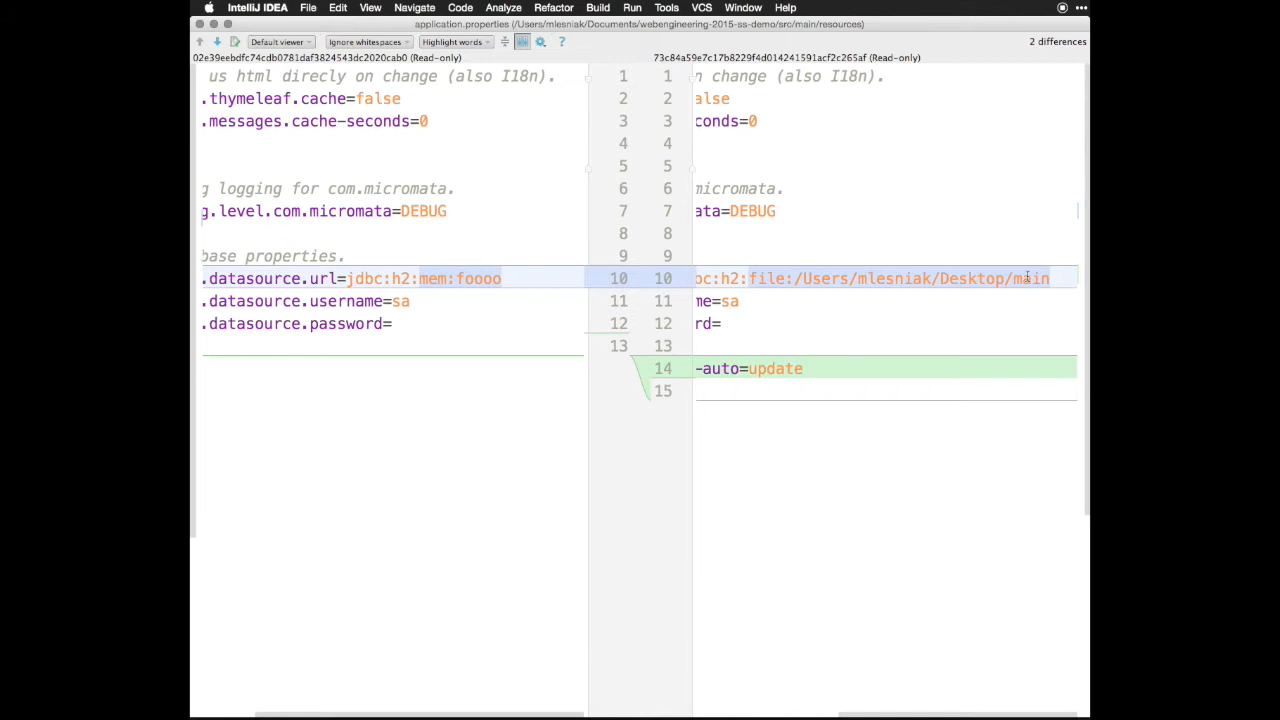 IntelliJ IDEA File Edit View Navigate Code Analyze Refactor Build Run Tools VCS Window Help
application.properties (/Users/mlesniak/Documents/webengineering-2015-ss-demo/src/main/resources)
Default viewer Ignore whitespaces Highlight words ? 2 differences
02e39eebdfc74cdb0781daf3824543dc2020cab0 (Read-only) 73c84a59e7c17b8229f4d014241591acf2c265af (Read-only)
us html direcly on change (also I18n). 1 1 n change (also I18n).
.thymeleaf.cache=false 2 2 alse
.messages.cache-seconds=0 3 3 conds=0
4 4
5 5
g logging for com.micromata. 6 6 micromata.
g.level.com.micromata=DEBUG 7 7 ata=DEBUG
8 8
base properties. 9 9
.datasource.url=jdbc:h2:mem:foooo 10 10 bc:h2:file:/Users/mlesniak/Desktop/main
.datasource.username=sa 11 11 me=sa
.datasource.password= 12 12 rd=
13 13
14 -auto=update
15